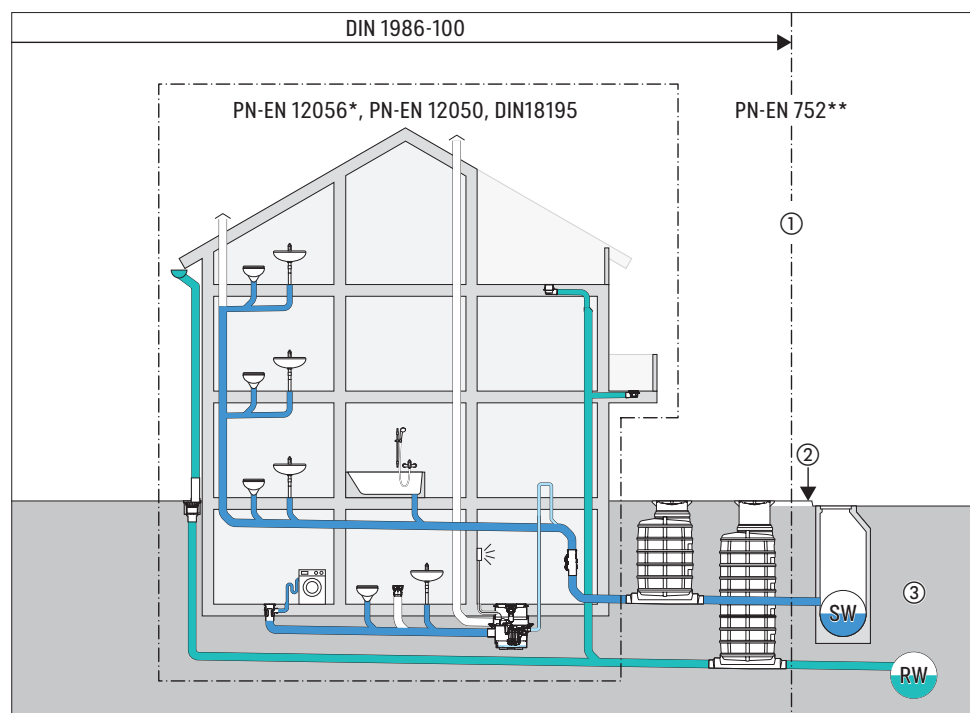 DIN 1986-100
PN-EN 12056*, PN-EN 12050, DIN18195
PN-EN 752**
①
②
③
SW
RW